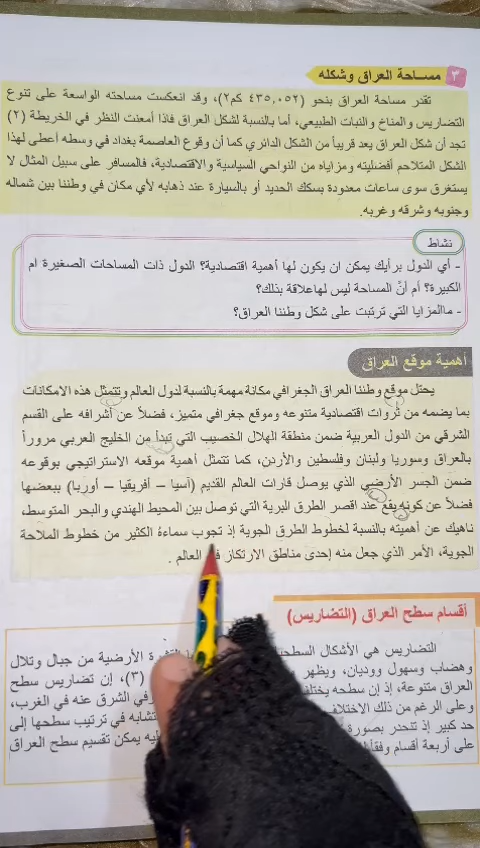 ٣ مساحة العراق وشكله
تقدر مساحة العراق بنحو (٤٣٥,٠٥٢ كم٢)، وقد انعكست مساحته الواسعة على تنوع
التضاريس والمناخ والنبات الطبيعي، أما بالنسبة لشكل العراق فاذا أمعنت النظر في الخريطة (٢)
تجد أن شكل العراق يعد قريباً من الشكل الدائري كما أن وقوع العاصمة بغداد في وسطه أعطى لهذا
الشكل المتلاحم أفضليته ومزاياه من النواحي السياسية والاقتصادية، فالمسافر على سبيل المثال لا
يستغرق سوى ساعات معدودة بسكك الحديد أو بالسيارة عند ذهابه لأي مكان في وطننا بين شماله
وجنوبه وشرقه وغربه.
نشاط
- أي الدول برأيك يمكن ان يكون لها أهمية اقتصادية؟ الدول ذات المساحات الصغيرة ام
الكبيرة؟ أم أنَّ المساحة ليس لهاعلاقة بذلك؟
- ماالمزايا التي ترتبت على شكل وطننا العراق؟
أهمية موقع العراق
يحتل موقع وطننا العراق الجغرافي مكانة مهمة بالنسبة لدول العالم وتتمثل هذه الامكانات
بما يضمه من ثروات اقتصادية متنوعه وموقع جغرافي متميز، فضلاً عن أشرافه على القسم
الشرقي من الدول العربية ضمن منطقة الهلال الخصيب التي تبدأ من الخليج العربي مروراً
بالعراق وسوريا ولبنان وفلسطين والأردن، كما تتمثل أهمية موقعه الاستراتيجي بوقوعه
ضمن الجسر الأرضي الذي يوصل قارات العالم القديم (آسيا – أفريقيا – أوربا) ببعضها
فضلاً عن كونه يقع عند اقصر الطرق البرية التي توصل بين المحيط الهندي والبحر المتوسط،
ناهيك عن أهميته بالنسبة لخطوط الطرق الجوية إذ تجوب سماءهُ الكثير من خطوط الملاحة
الجوية، الأمر الذي جعل منه إحدى مناطق الارتكاز العالم .
أقسام سطح العراق (التضاريس)
التضاريس هي الأشكال السطحية الأرضية من جبال وتلال
وهضاب وسهول ووديان، ويظهر (٣)، إن تضاريس سطح
العراق متنوعة، إذ إن سطحه في الشرق عنه في الغرب،
وعلى الرغم من ذلك الاختلاف تشابه في ترتيب سطحها إلى
حد كبير إذ تنحدر بصورة يمكن تقسيم سطح العراق
على أربعة أقسام